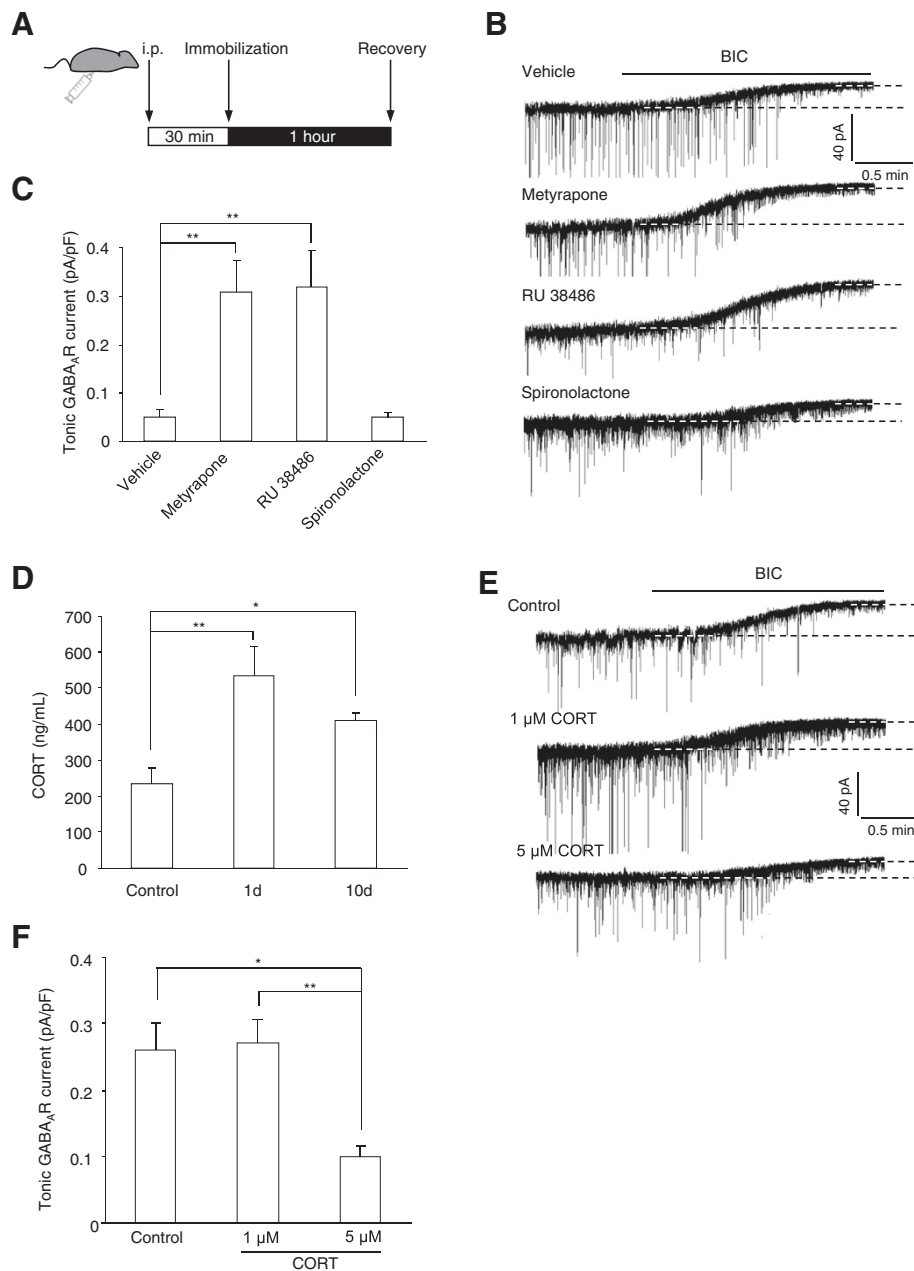 A
i.p.
Immobilization
Recovery
30 min
1 hour
B
BIC
Vehicle
40 pA
0.5 min
Metyrapone
RU 38486
Spironolactone
C
Tonic GABA_AR current (pA/pF)
0.4
0.3
0.2
0.1
0
**
**
Vehicle
Metyrapone
RU 38486
Spironolactone
D
CORT (ng/mL)
700
600
500
400
300
200
100
0
*
**
Control
1d
10d
E
BIC
Control
1 µM CORT
40 pA
0.5 min
5 µM CORT
F
Tonic GABA_AR current (pA/pF)
0.4
0.3
0.2
0.1
0
*
**
Control
1 µM
5 µM
CORT